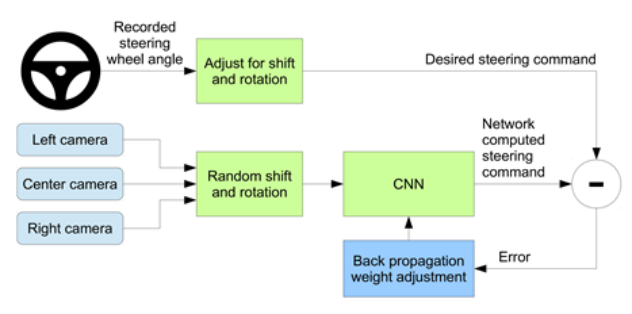 Recorded
steering
wheel angle
Adjust for shift
and rotation
Desired steering command
Left camera
Center camera
Right camera
Random shift
and rotation
CNN
Network
computed
steering
command
-
Back propagation
weight adjustment
Error